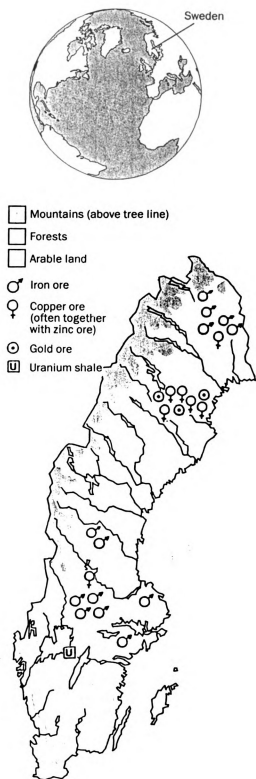 Sweden
Mountains (above tree line)
Forests
Arable land
Iron ore
Copper ore
(often together
with zinc ore)
Gold ore
U Uranium shale
U